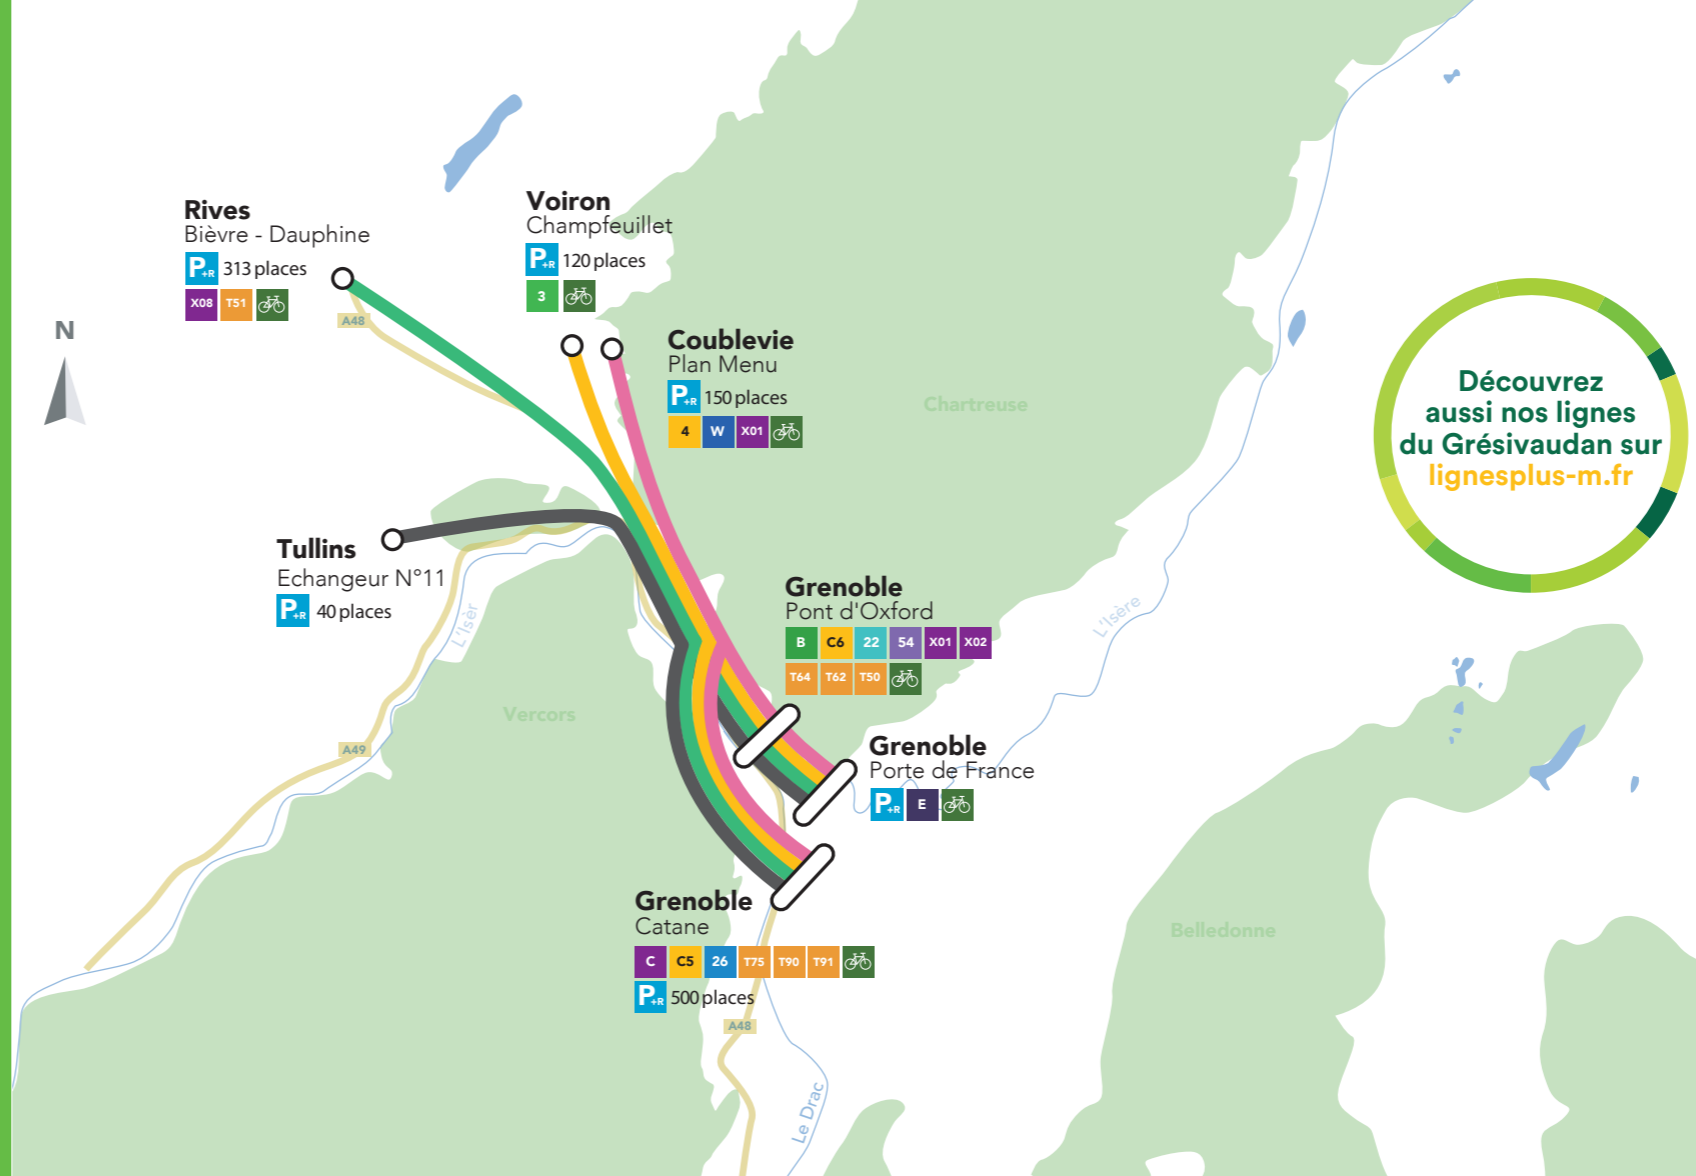 Rives
Bièvre - Dauphine
P+R 313 places
X08 T51
A48
N
Voiron
Champfeuillet
P+R 120 places
3
Coublevie
Plan Menu
P+R 150 places
4 W X01
Chartreuse
Découvrez
aussi nos lignes
du Grésivaudan sur
lignesplus-m.fr
Tullins
Echangeur N°11
P+R 40 places
L'Isèr
Grenoble
Pont d'Oxford
B C6 22 54 X01 X02
T64 T62 T50
L'Isère
Vercors
A49
Grenoble
Porte de France
P+R E
Grenoble
Catane
C C5 26 T75 T90 T91
P+R 500 places
A48
Belledonne
Le Drac